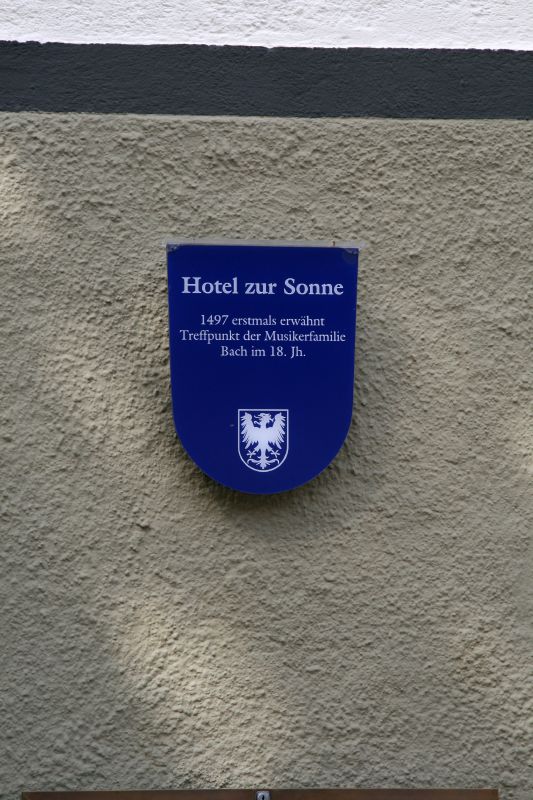 Hotel zur Sonne
1497 erstmals erwähnt
Treffpunkt der Musikerfamilie
Bach im 18. Jh.